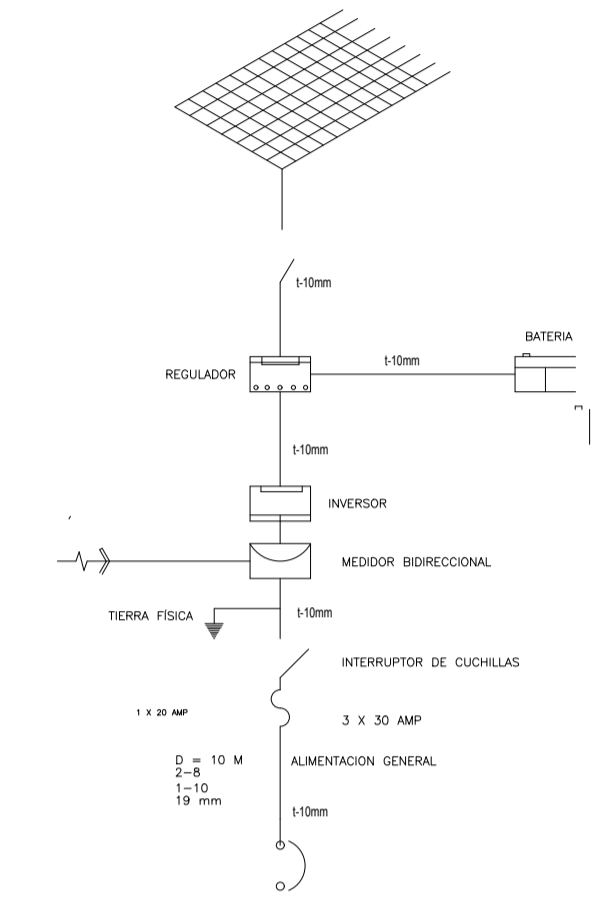 t-10mm
BATERIA
t-10mm
REGULADOR
t-10mm
INVERSOR
MEDIDOR BIDIRECCIONAL
TIERRA FÍSICA
t-10mm
INTERRUPTOR DE CUCHILLAS
1 X 20 AMP
3 X 30 AMP
D = 10 M
2-8
1-10
19 mm
ALIMENTACION GENERAL
t-10mm